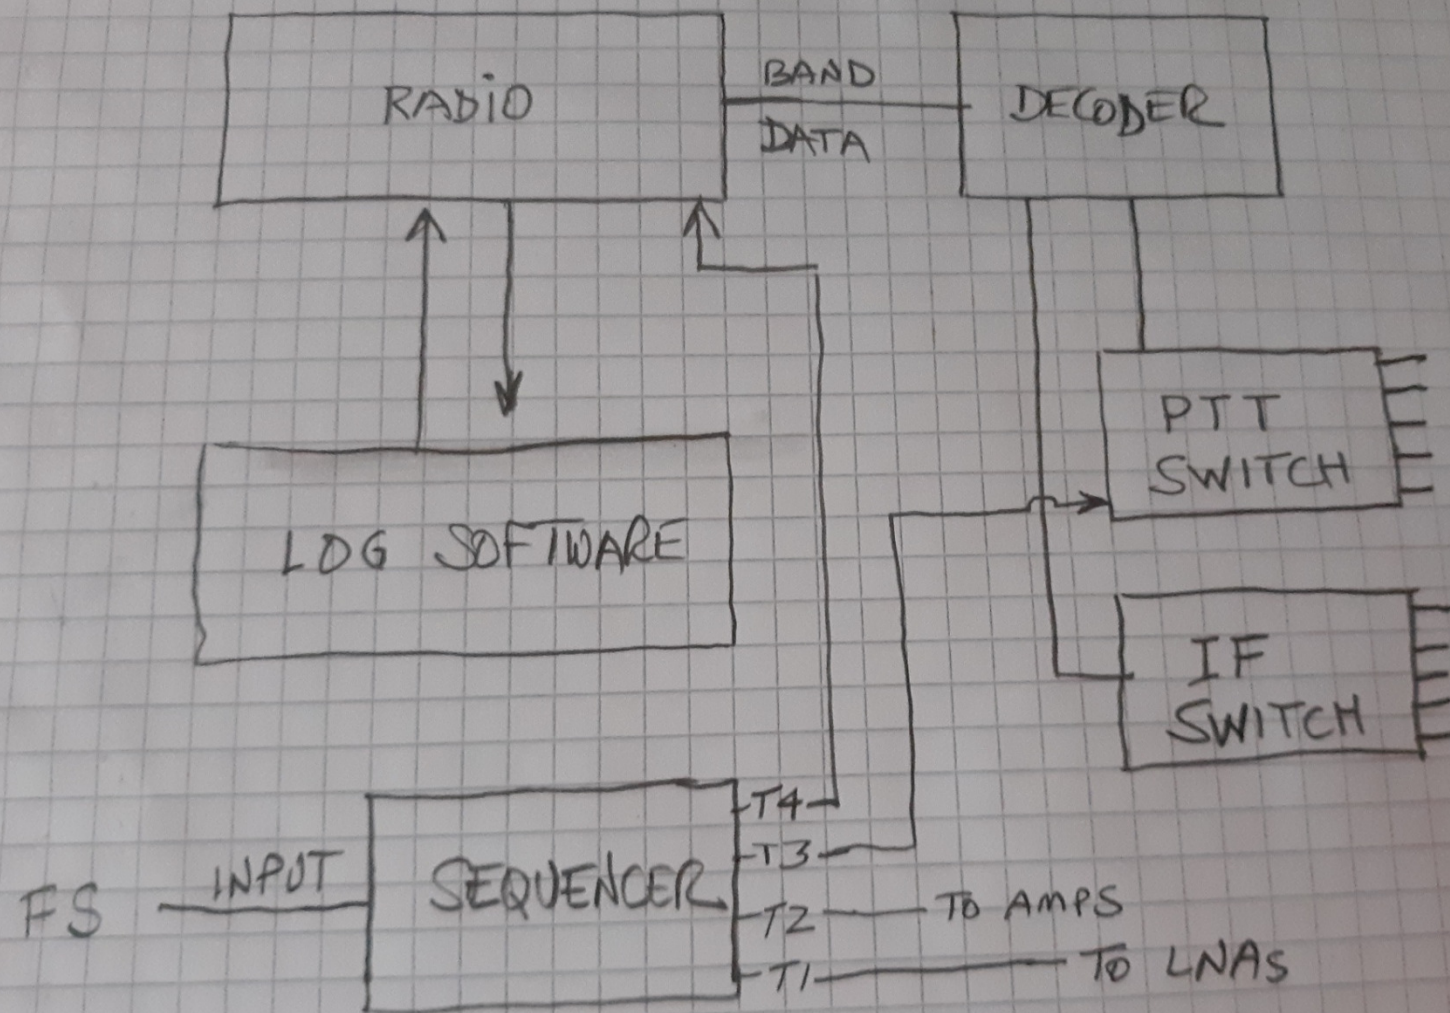 RADIO
BAND
DATA
DECODER
PTT
SWITCH
LOG SOFTWARE
IF
SWITCH
T4
T3
INPUT
FS
SEQUENCER
T2
TO AMPS
T1
TO LNAS